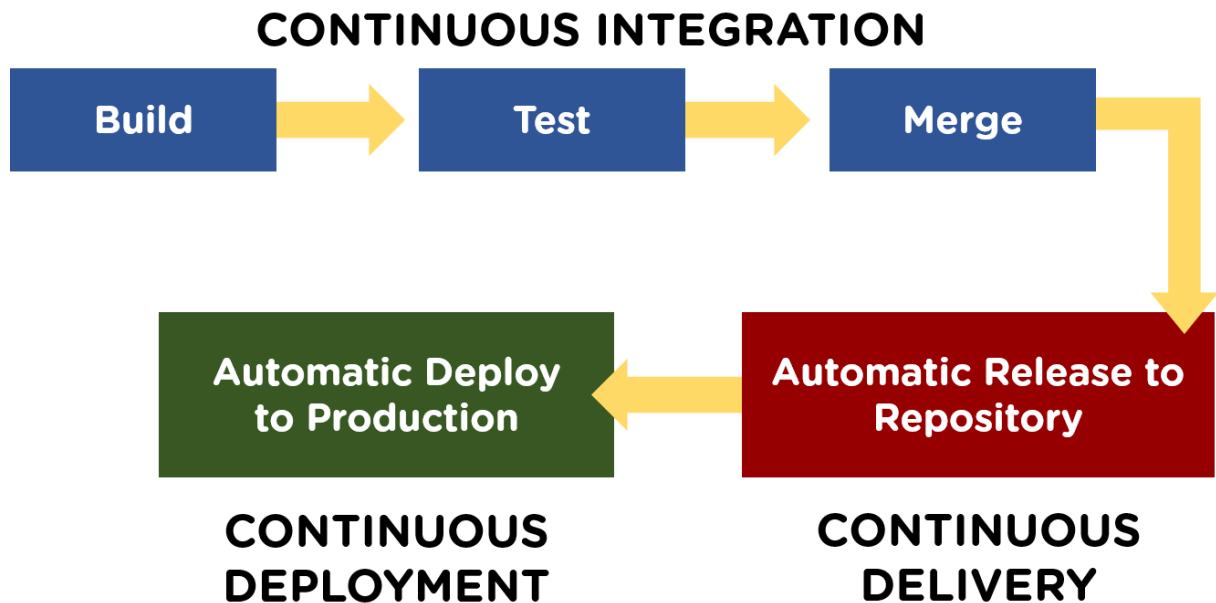 CONTINUOUS INTEGRATION
Build
Test
Merge
Automatic Deploy
to Production
Automatic Release to
Repository
CONTINUOUS
DEPLOYMENT
CONTINUOUS
DELIVERY